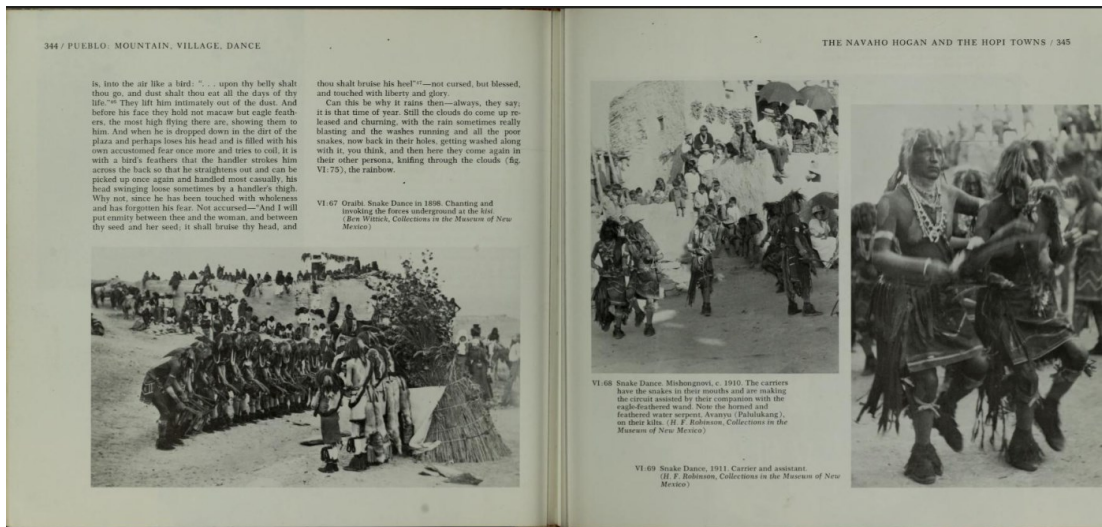 344 / PUEBLO: MOUNTAIN, VILLAGE, DANCE
is, into the air like a bird: ". . . upon thy belly shalt
thou go, and dust shalt thou eat all the days of thy
life."⁴⁶ They lift him intimately out of the dust. And
before his face they hold not macaw but eagle feath-
ers, the most high flying there are, showing them to
him. And when he is dropped down in the dirt of the
plaza and perhaps loses his head and is filled with his
own accustomed fear once more and tries to coil, it is
with a bird's feathers that the handler strokes him
across the back so that he straightens out and can be
picked up once again and handled most casually, his
head swinging loose sometimes by a handler's thigh.
Why not, since he has been touched with wholeness
and has forgotten his fear. Not accursed—"And I will
put enmity between thee and the woman, and between
thy seed and her seed; it shall bruise thy head, and
thou shalt bruise his heel"⁴⁷—not cursed, but blessed,
and touched with liberty and glory.
Can this be why it rains then—always, they say;
it is that time of year. Still the clouds do come up re-
leased and churning, with the rain sometimes really
blasting and the washes running and all the poor
snakes, now back in their holes, getting washed along
with it, you think, and then here they come again in
their other persona, knifing through the clouds (fig.
VI:75), the rainbow.
VI:67 Oraibi. Snake Dance in 1898. Chanting and
invoking the forces underground at the kisi.
(Ben Wittick, Collections in the Museum of New
Mexico)
THE NAVAHO HOGAN AND THE HOPI TOWNS / 345
VI:68 Snake Dance. Mishongnovi, c. 1910. The carriers
have the snakes in their mouths and are making
the circuit assisted by their companion with the
eagle-feathered wand. Note the horned and
feathered water serpent, Avanyu (Palulukang),
on their kilts. (H. F. Robinson, Collections in the
Museum of New Mexico)
VI:69 Snake Dance, 1911. Carrier and assistant.
(H. F. Robinson, Collections in the Museum of New
Mexico)